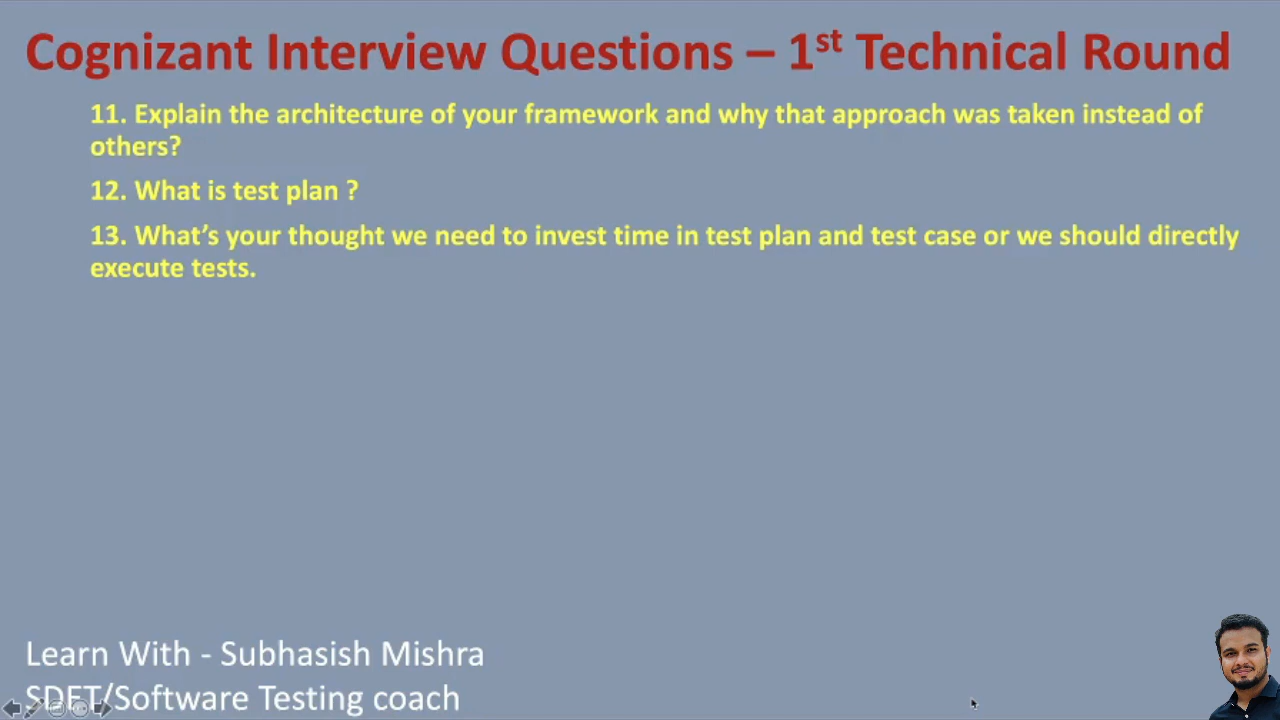 Cognizant Interview Questions – 1st Technical Round
11. Explain the architecture of your framework and why that approach was taken instead of
others?
12. What is test plan ?
13. What’s your thought we need to invest time in test plan and test case or we should directly
execute tests.
Learn With - Subhasish Mishra
SDET/Software Testing coach